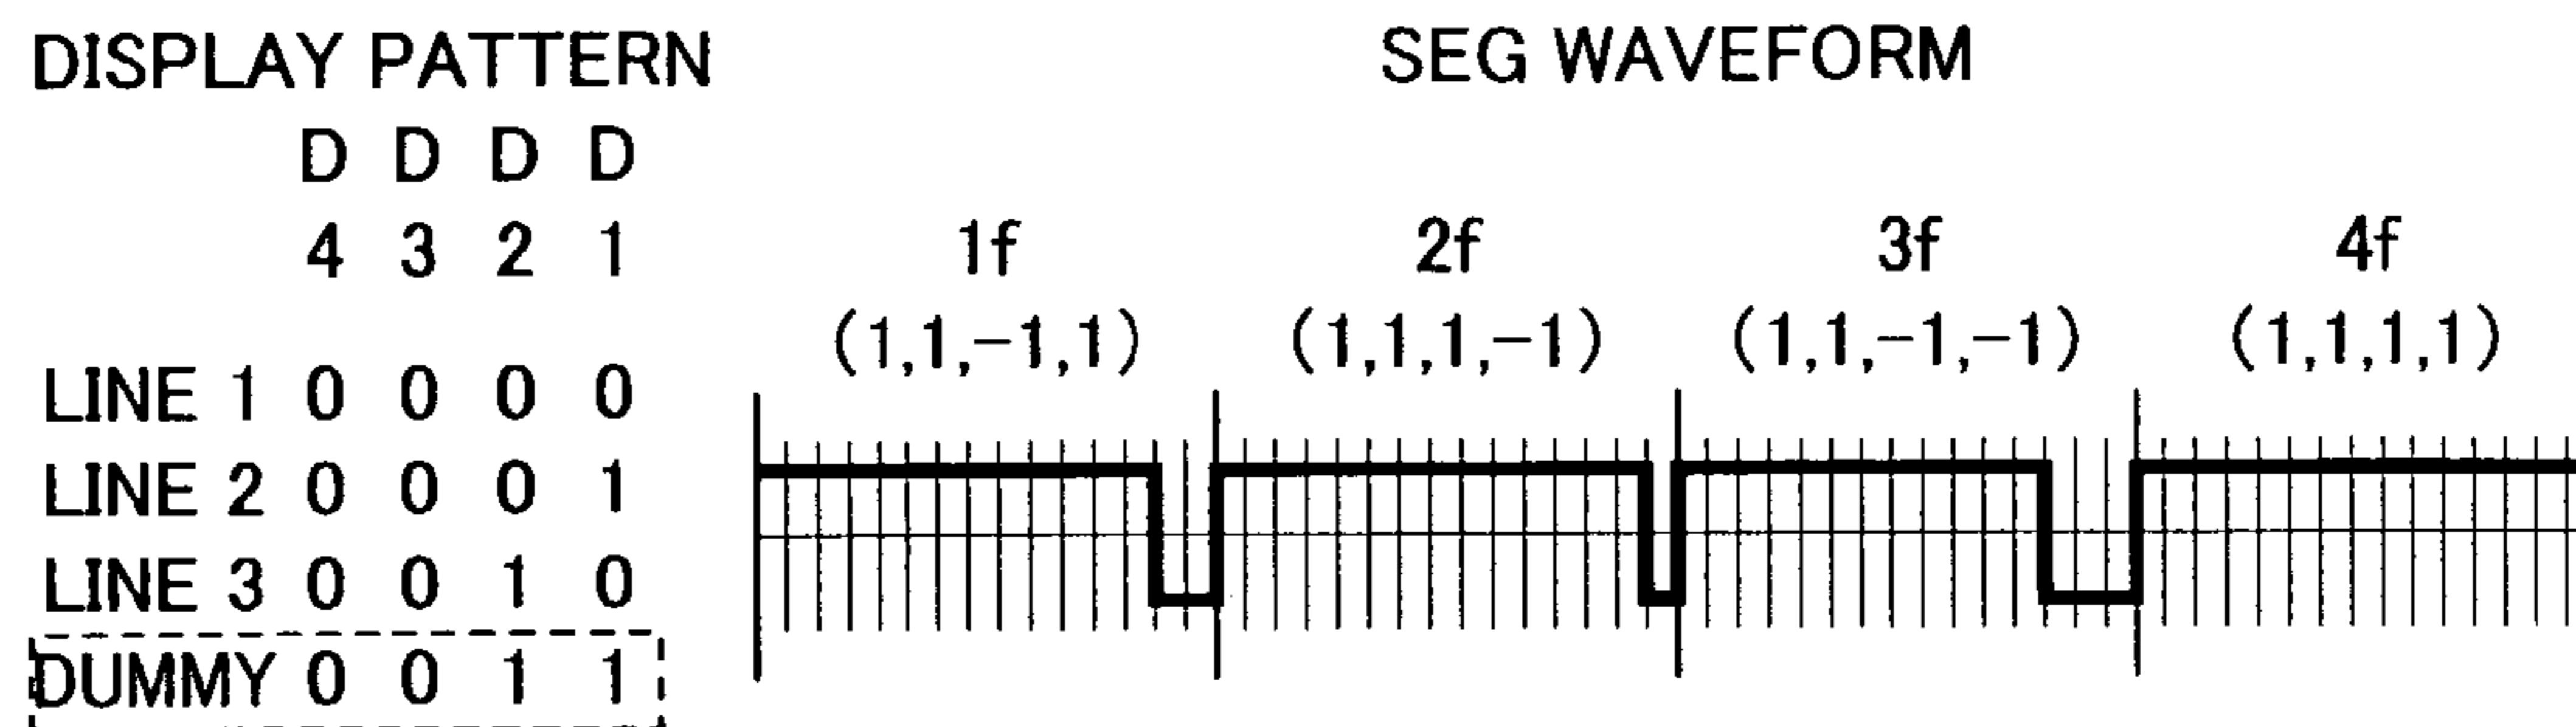 DISPLAY PATTERN SEG WAVEFORM
D D D D
4 3 2 1 1f 2f 3f 4f
(1,1,-1,1) (1,1,1,-1) (1,1,-1,-1) (1,1,1,1)
LINE 1 0 0 0 0
LINE 2 0 0 0 1
LINE 3 0 0 1 0
DUMMY 0 0 1 1